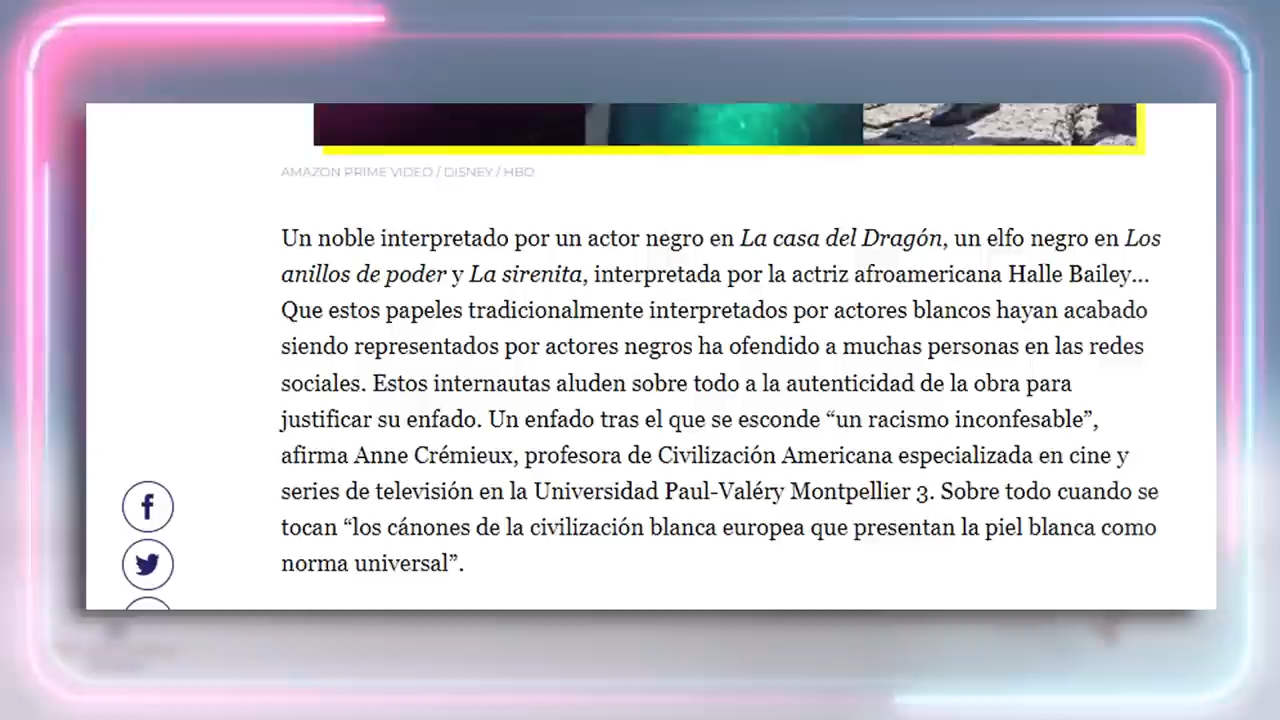 AMAZON PRIME VIDEO / DISNEY / HBO
Un noble interpretado por un actor negro en La casa del Dragón, un elfo negro en Los
anillos de poder y La sirenita, interpretada por la actriz afroamericana Halle Bailey...
Que estos papeles tradicionalmente interpretados por actores blancos hayan acabado
siendo representados por actores negros ha ofendido a muchas personas en las redes
sociales. Estos internautas aluden sobre todo a la autenticidad de la obra para
justificar su enfado. Un enfado tras el que se esconde “un racismo inconfesable”,
afirma Anne Crémieux, profesora de Civilización Americana especializada en cine y
series de televisión en la Universidad Paul-Valéry Montpellier 3. Sobre todo cuando se
tocan “los cánones de la civilización blanca europea que presentan la piel blanca como
norma universal”.